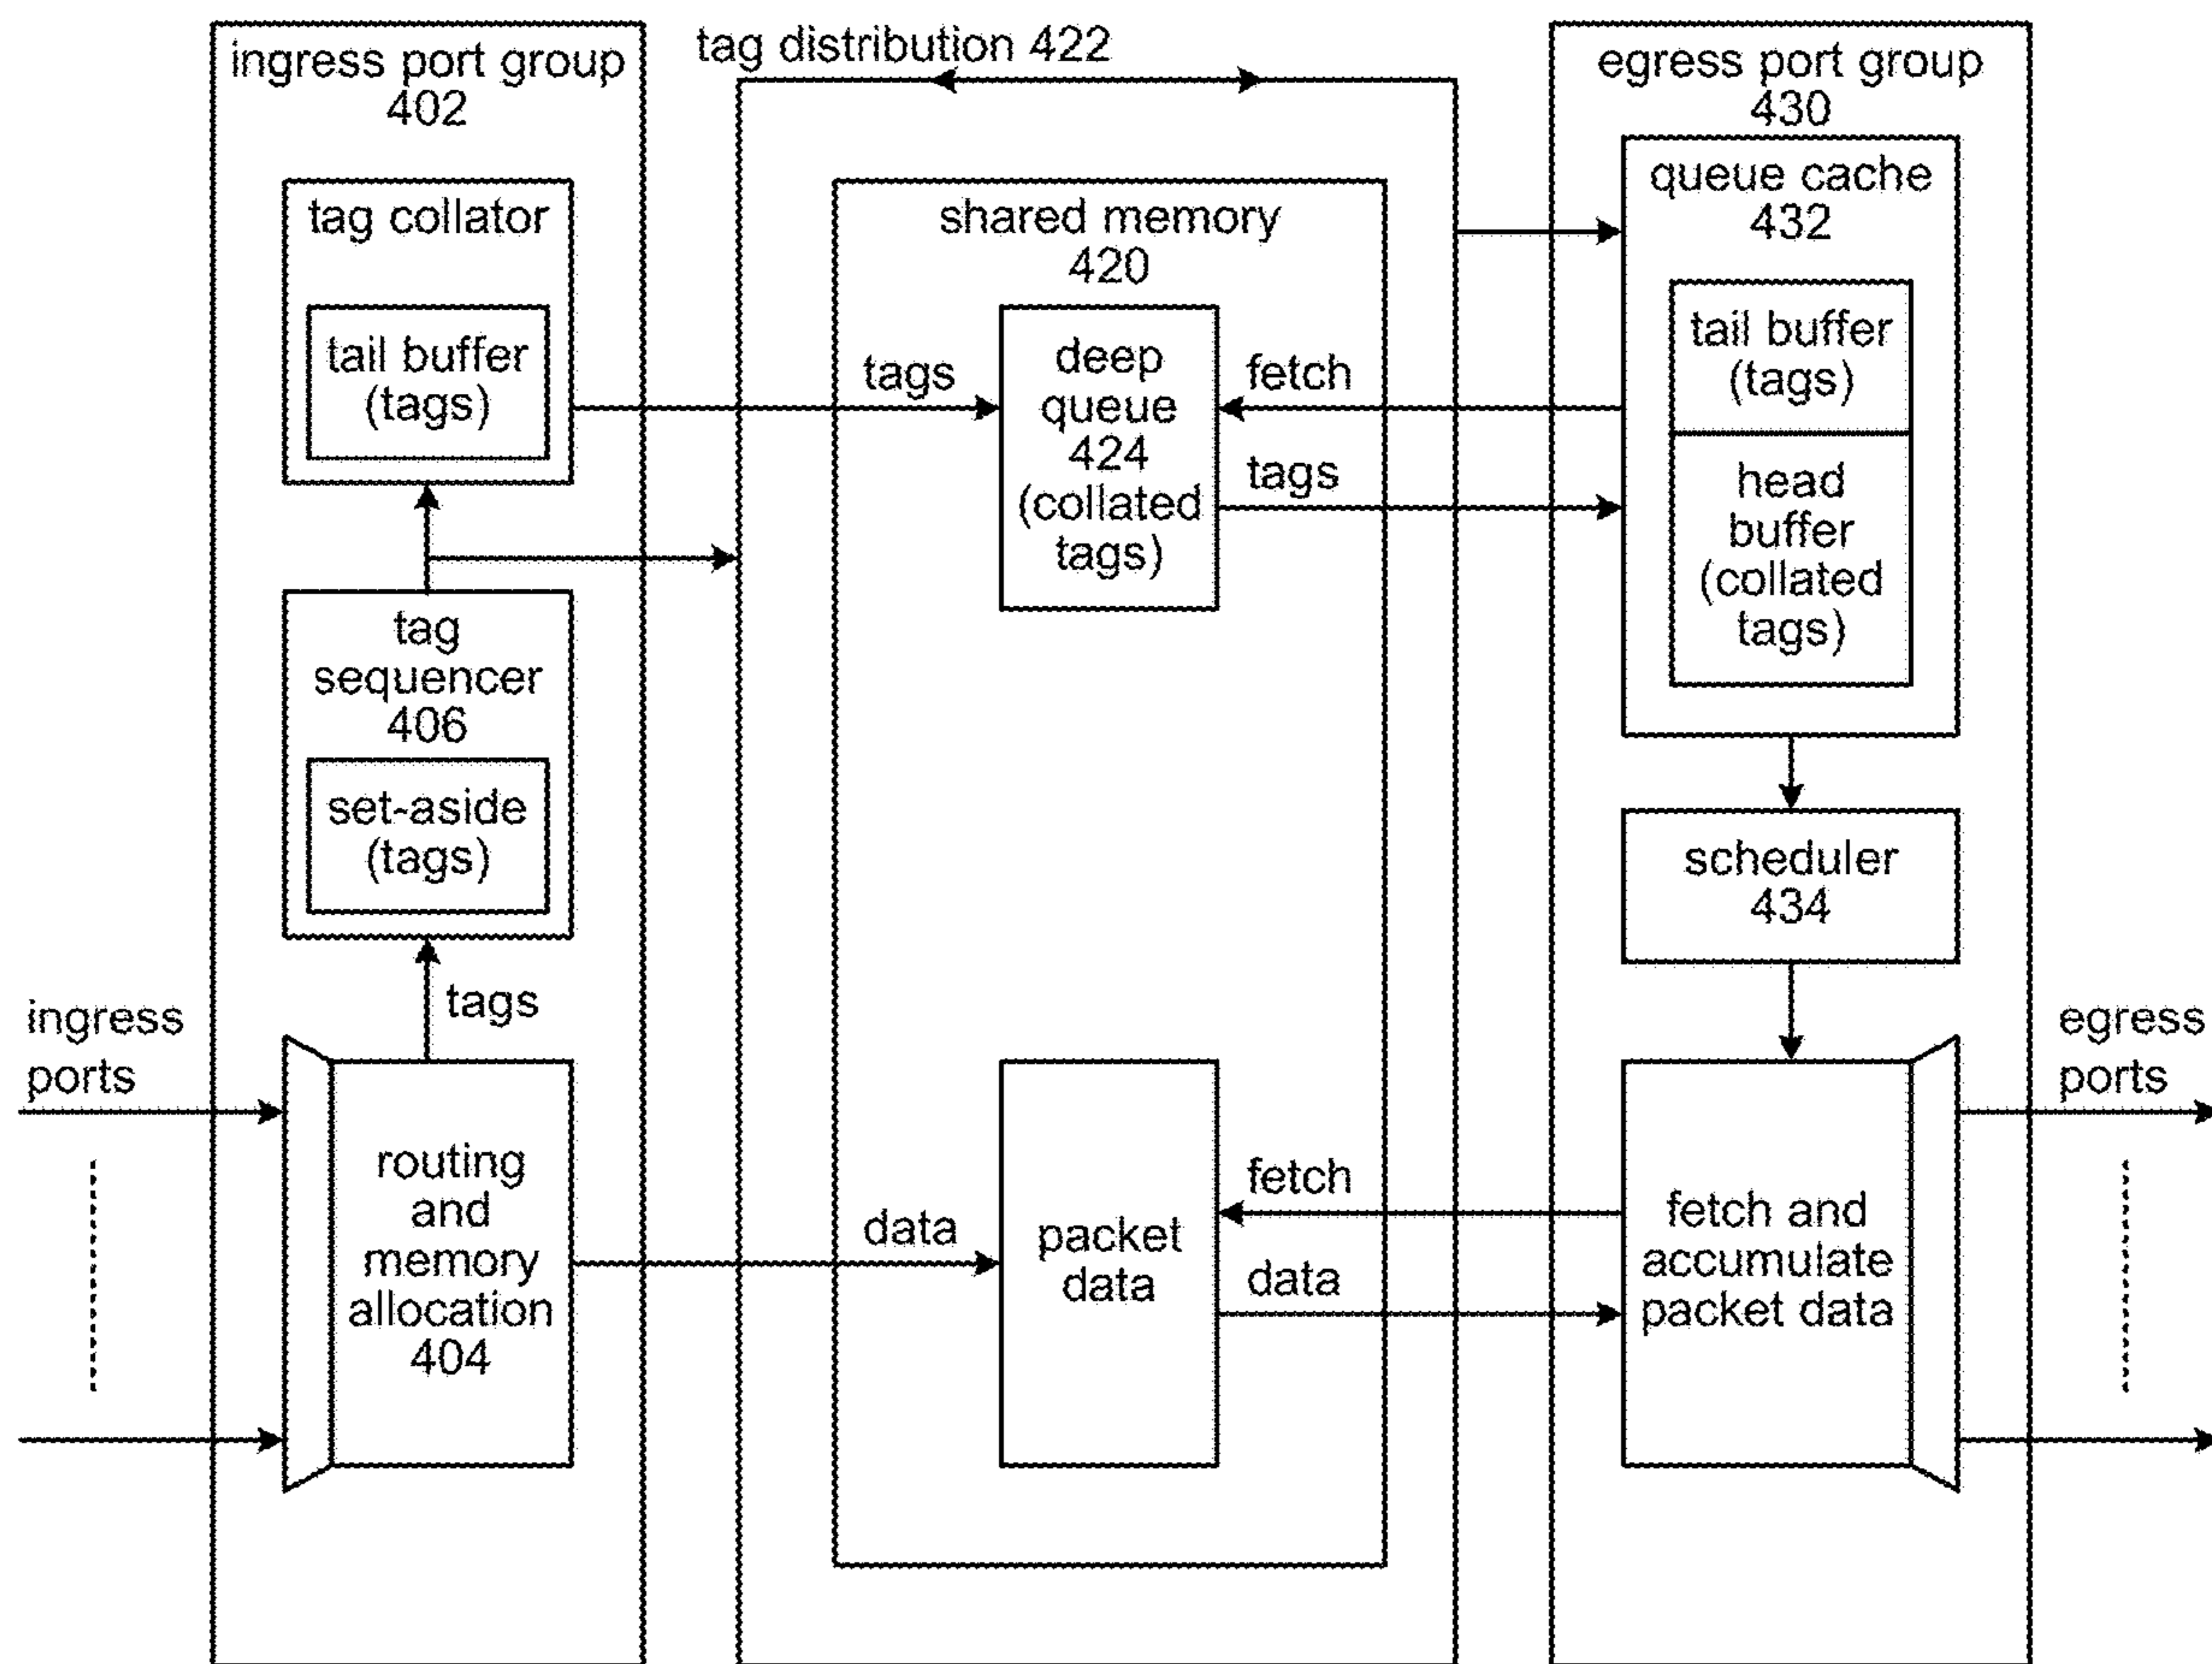 ingress port group
402
tag collator
tail buffer
(tags)
tag
sequencer
406
set-aside
(tags)
tags
ingress
ports
routing
and
memory
allocation
404
tag distribution 422
shared memory
420
tags
deep
queue
424
(collated
tags)
fetch
tags
data
packet
data
fetch
data
egress port group
430
queue cache
432
tail buffer
(tags)
head
buffer
(collated
tags)
scheduler
434
fetch and
accumulate
packet data
egress
ports